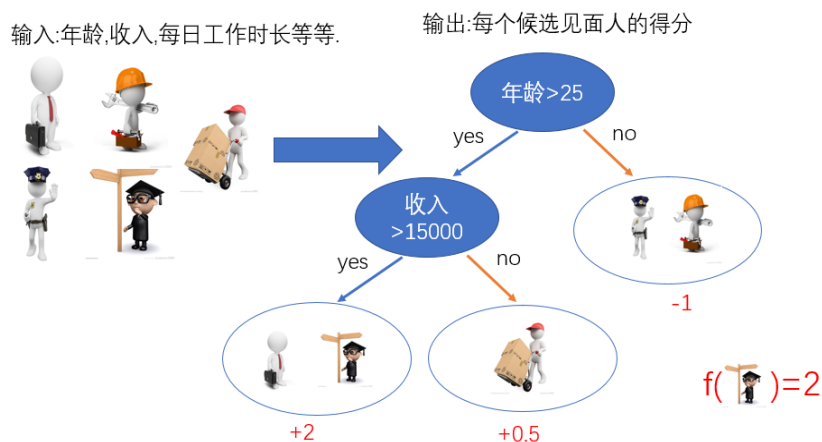 输入:年龄,收入,每日工作时长等等.
输出:每个候选见面人的得分
年龄>25
yes
no
收入
>15000
yes
no
-1
+2
+0.5
f( )=2